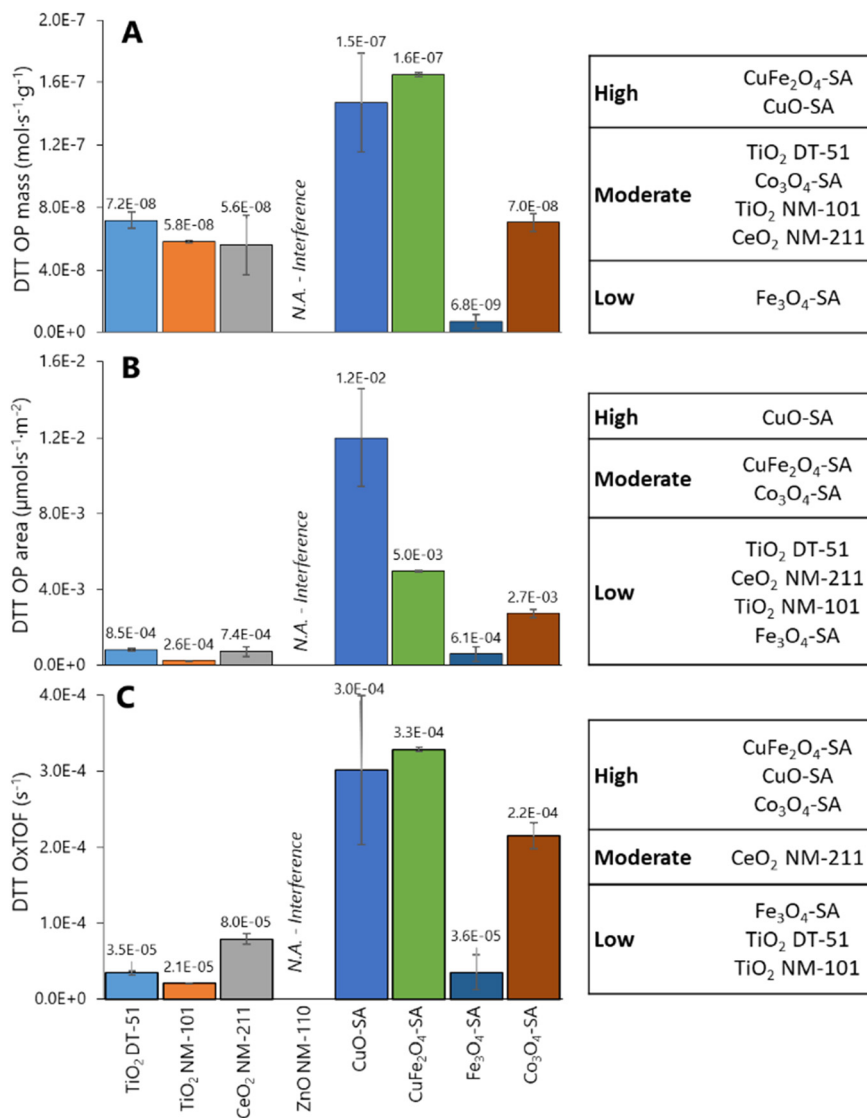 A
DTT OP mass (mol·s⁻¹·g⁻¹)
2.0E-7
1.6E-7
1.2E-7
8.0E-8
4.0E-8
0.0E+0
7.2E-08
5.8E-08
5.6E-08
N.A. - Interference
1.5E-07
1.6E-07
6.8E-09
7.0E-08
High
CuFe₂O₄-SA
CuO-SA
Moderate
TiO₂ DT-51
Co₃O₄-SA
TiO₂ NM-101
CeO₂ NM-211
Low
Fe₃O₄-SA
B
DTT OP area (µmol·s⁻¹·m⁻²)
1.6E-2
1.2E-2
8.0E-3
4.0E-3
0.0E+0
8.5E-04
2.6E-04
7.4E-04
N.A. - Interference
1.2E-02
5.0E-03
6.1E-04
2.7E-03
High
CuO-SA
Moderate
CuFe₂O₄-SA
Co₃O₄-SA
Low
TiO₂ DT-51
CeO₂ NM-211
TiO₂ NM-101
Fe₃O₄-SA
C
DTT OxTOF (s⁻¹)
4.0E-4
3.0E-4
2.0E-4
1.0E-4
0.0E+0
3.5E-05
2.1E-05
8.0E-05
N.A. - Interference
3.0E-04
3.3E-04
3.6E-05
2.2E-04
High
CuFe₂O₄-SA
CuO-SA
Co₃O₄-SA
Moderate
CeO₂ NM-211
Low
Fe₃O₄-SA
TiO₂ DT-51
TiO₂ NM-101
TiO₂ DT-51
TiO₂ NM-101
CeO₂ NM-211
ZnO NM-110
CuO-SA
CuFe₂O₄-SA
Fe₃O₄-SA
Co₃O₄-SA